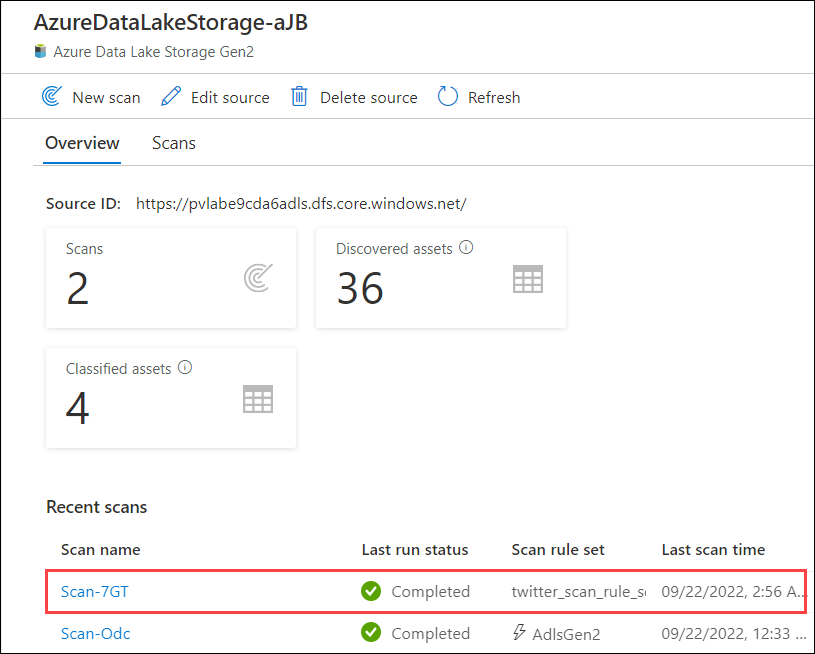 AzureDataLakeStorage-aJB
Azure Data Lake Storage Gen2
New scan Edit source Delete source Refresh
Overview Scans
Source ID: https://pvlabe9cda6adls.dfs.core.windows.net/
Scans Discovered assets
2 36
Classified assets
4
Recent scans
Scan name Last run status Scan rule set Last scan time
Scan-7GT Completed twitter_scan_rule_se 09/22/2022, 2:56 A...
Scan-Odc Completed AdlsGen2 09/22/2022, 12:33 ...